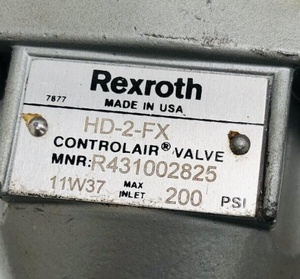 Rexroth
7877
MADE IN USA
HD-2-FX
CONTROLAIR® VALVE
MNR: R431002825
11W37 MAX INLET 200 PSI